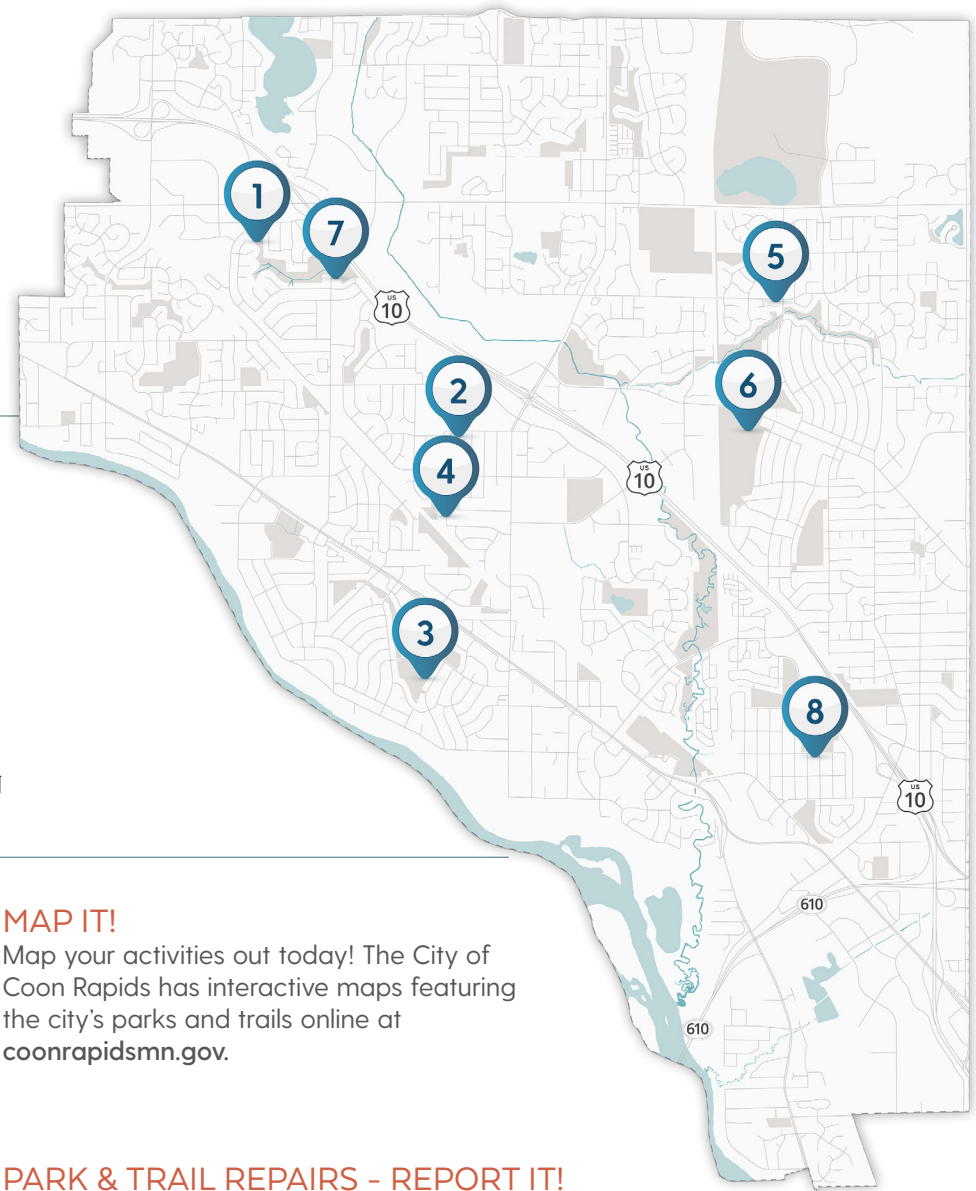 1
7
5
US
10
2
6
4
US
10
3
8
US
10
610
610
MAP IT!
Map your activities out today! The City of
Coon Rapids has interactive maps featuring
the city's parks and trails online at
coonrapidsmn.gov.
PARK & TRAIL REPAIRS - REPORT IT!